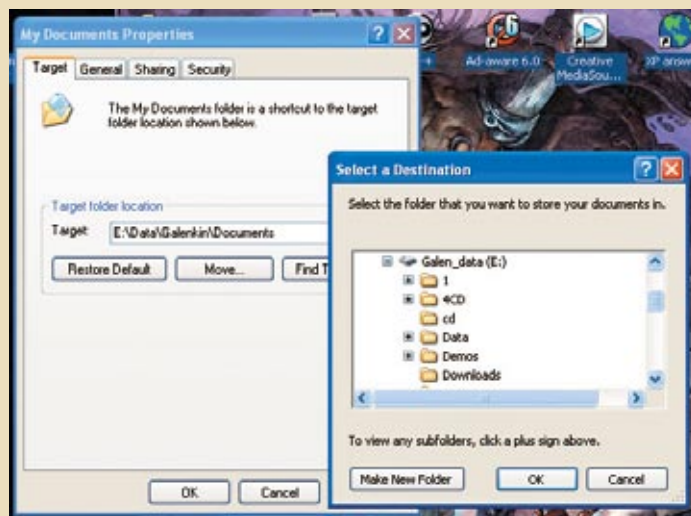 My Documents Properties
Ad-aware 6.0
Creative
MediaSou...
XP answ
Target General Sharing Security
The My Documents folder is a shortcut to the target
folder location shown below.
Target folder location
Target: E:\Data\Galenkin\Documents
Restore Default Move... Find T
OK Cancel
Select a Destination
Select the folder that you want to store your documents in.
Galen_data (E:)
1
4CD
cd
Data
Demos
Downloads
To view any subfolders, click a plus sign above.
Make New Folder OK Cancel